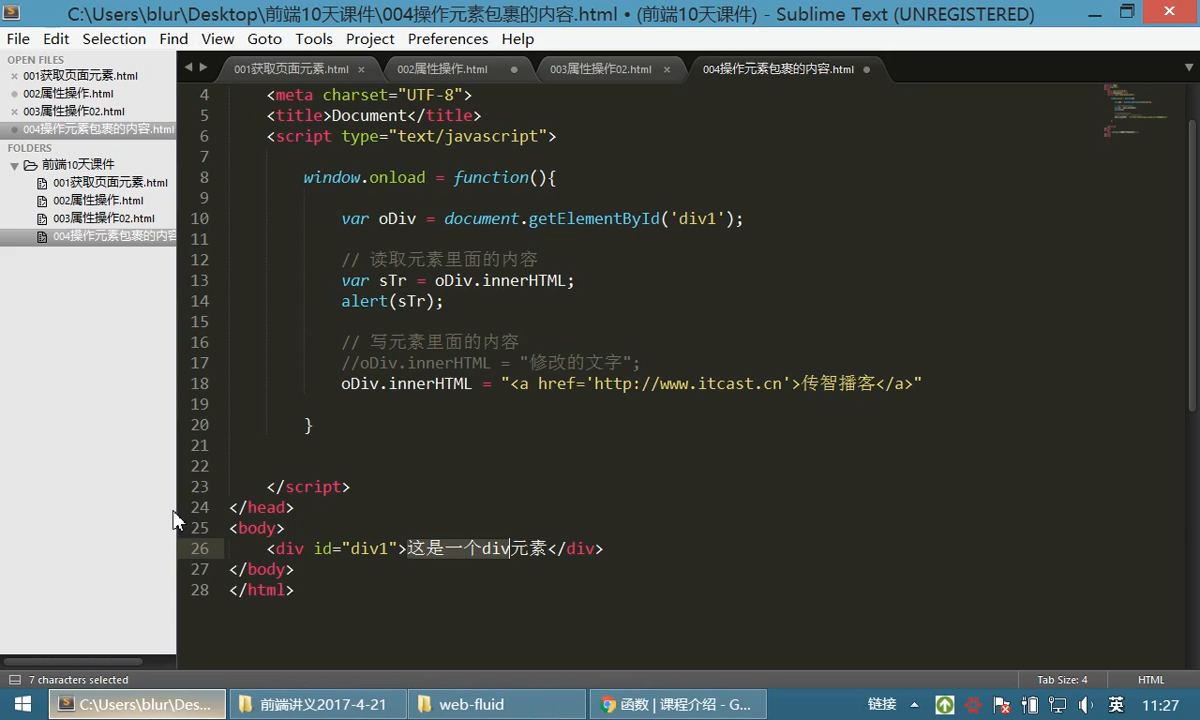 C:\Users\blur\Desktop\前端10天课件\004操作元素包裹的内容.html • (前端10天课件) - Sublime Text (UNREGISTERED)
File Edit Selection Find View Goto Tools Project Preferences Help
OPEN FILES
001获取页面元素.html
002属性操作.html
003属性操作02.html
004操作元素包裹的内容.html
FOLDERS
前端10天课件
001获取页面元素.html
002属性操作.html
003属性操作02.html
004操作元素包裹的内容
001获取页面元素.html 002属性操作.html 003属性操作02.html 004操作元素包裹的内容.html
4 <meta charset="UTF-8">
5 <title>Document</title>
6 <script type="text/javascript">
7
8 window.onload = function(){
9
10 var oDiv = document.getElementById('div1');
11
12 // 读取元素里面的内容
13 var sTr = oDiv.innerHTML;
14 alert(sTr);
15
16 // 写元素里面的内容
17 //oDiv.innerHTML = "修改的文字";
18 oDiv.innerHTML = "<a href='http://www.itcast.cn'>传智播客</a>"
19
20 }
21
22
23 </script>
24 </head>
25 <body>
26 <div id="div1">这是一个div元素</div>
27 </body>
28 </html>
7 characters selected Tab Size: 4 HTML
C:\Users\blur\Des... 前端讲义2017-4-21 web-fluid 函数 | 课程介绍 - G... 链接 英 11:27